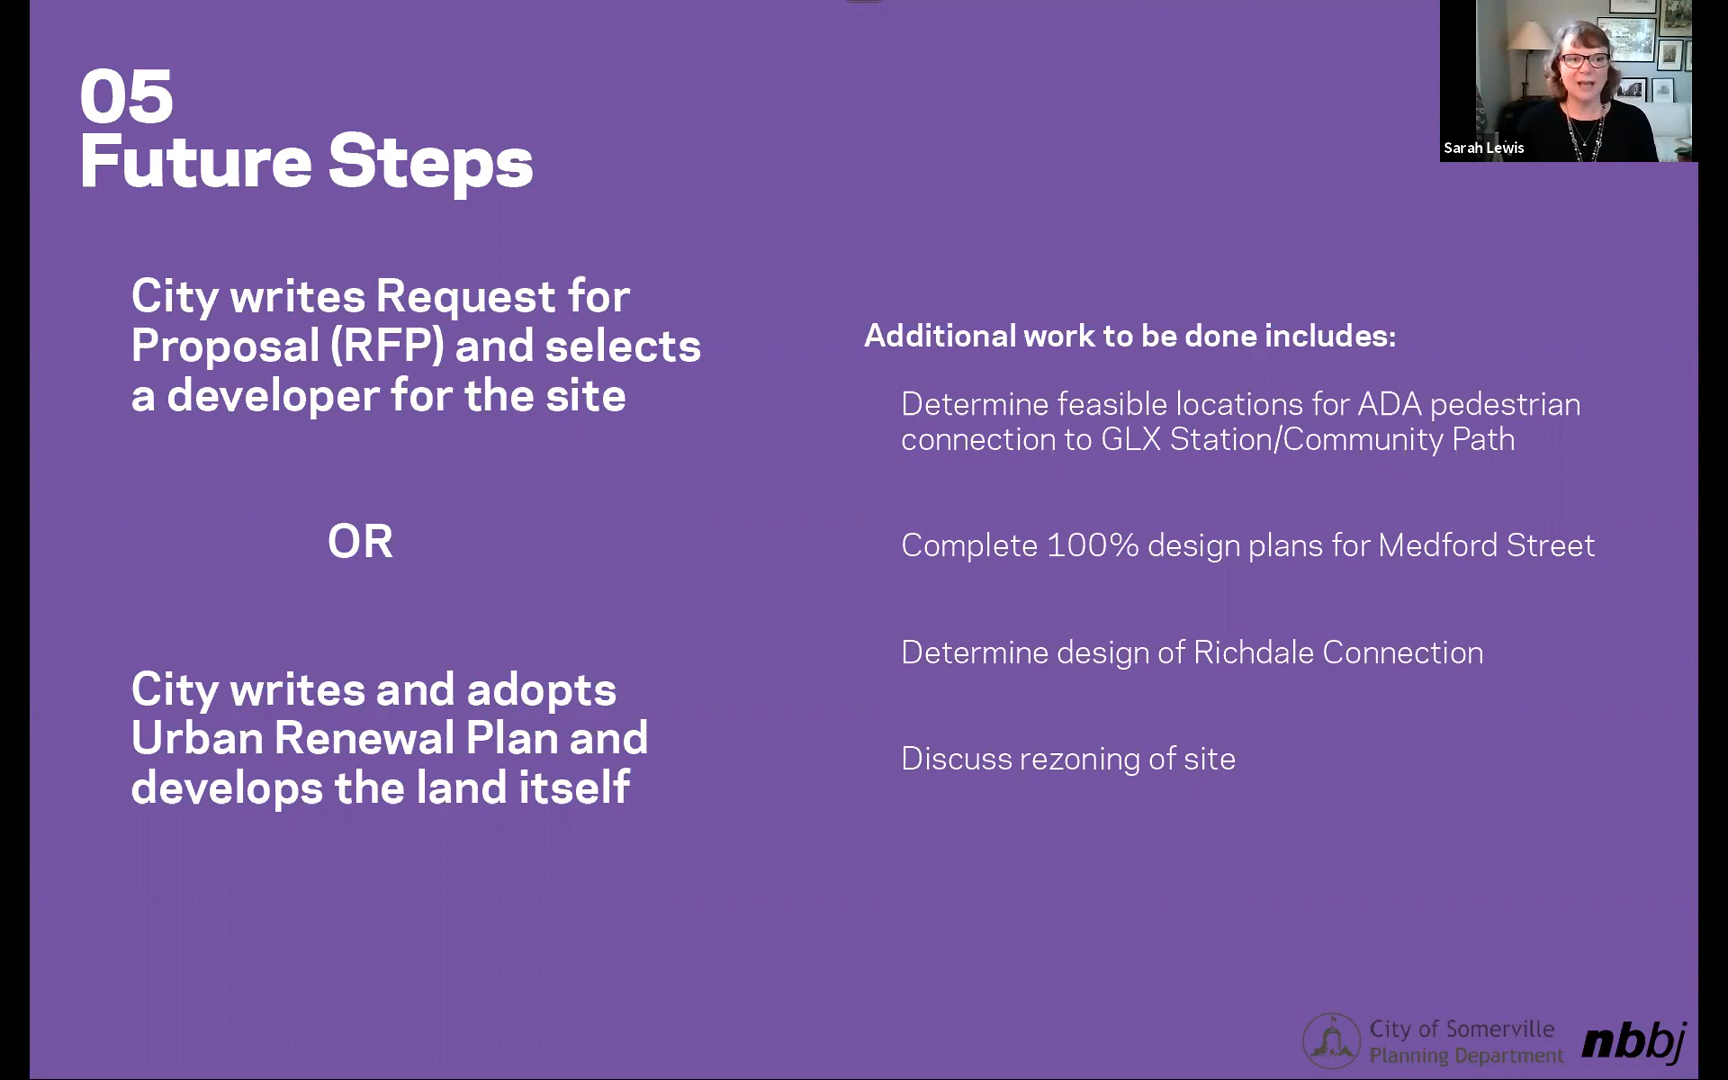 05
Future Steps
City writes Request for
Proposal (RFP) and selects
a developer for the site
OR
City writes and adopts
Urban Renewal Plan and
develops the land itself
Additional work to be done includes:
Determine feasible locations for ADA pedestrian
connection to GLX Station/Community Path
Complete 100% design plans for Medford Street
Determine design of Richdale Connection
Discuss rezoning of site
Sarah Lewis
City of Somerville
Planning Department
nbbj